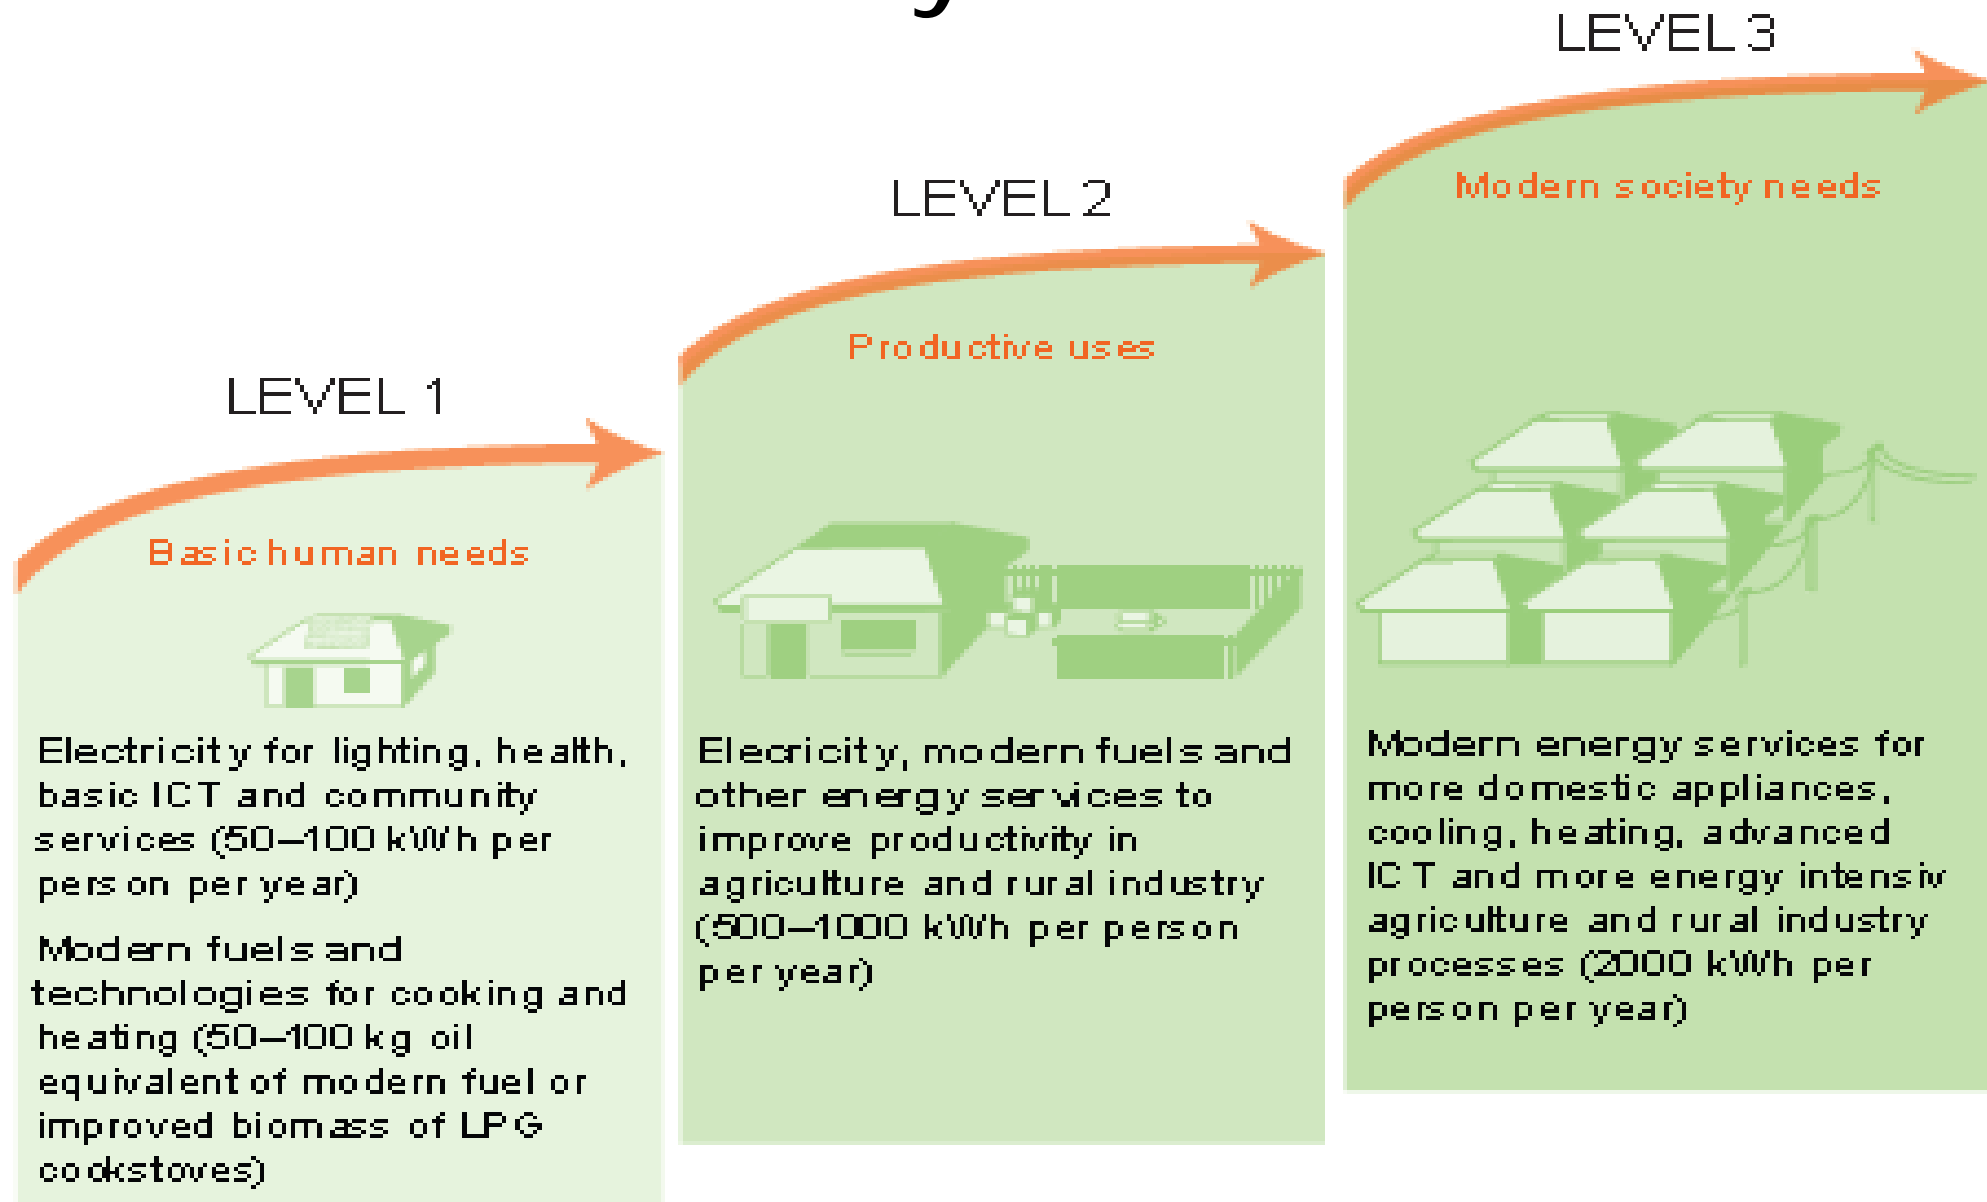 LEVEL 1
Basic human needs
Electricity for lighting, health,
basic ICT and community
services (50–100 kWh per
person per year)
Modern fuels and
technologies for cooking and
heating (50–100 kg oil
equivalent of modern fuel or
improved biomass of LPG
cookstoves)
LEVEL 2
Productive uses
Elecricity, modern fuels and
other energy services to
improve productivity in
agriculture and rural industry
(500–1000 kWh per person
per year)
LEVEL 3
Modern society needs
Modern energy services for
more domestic appliances,
cooling, heating, advanced
ICT and more energy intensiv
agriculture and rural industry
processes (2000 kWh per
person per year)